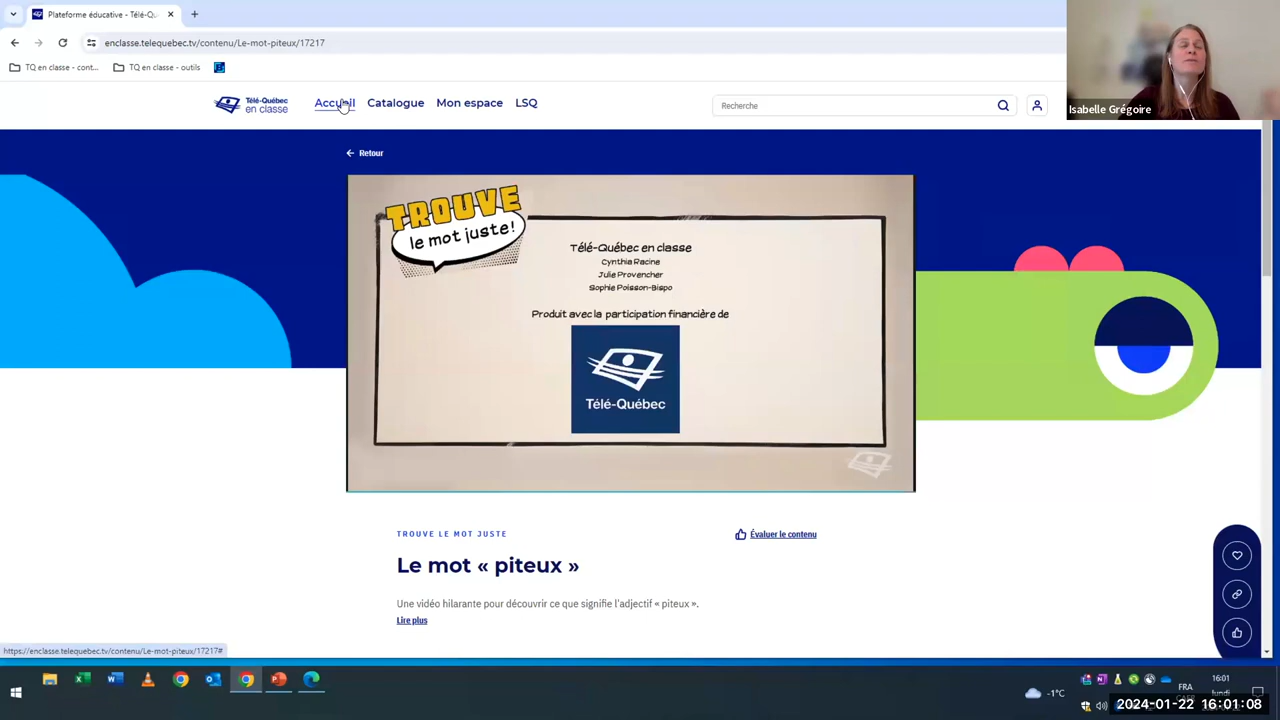 Plateforme éducative - Télé-Qu
enclasse.telequebec.tv/contenu/Le-mot-piteux/17217
TQ en classe - cont... TQ en classe - outils
Télé-Québec
en classe
Accueil Catalogue Mon espace LSQ
Recherche
Isabelle Grégoire
Retour
TROUVE
le mot juste!
Télé-Québec en classe
Cynthia Racine
Julie Provencher
Sophie Poisson-Bispo
Produit avec la participation financière de
Télé-Québec
TROUVE LE MOT JUSTE
Évaluer le contenu
Le mot « piteux »
Une vidéo hilarante pour découvrir ce que signifie l'adjectif « piteux ».
Lire plus
https://enclasse.telequebec.tv/contenu/Le-mot-piteux/17217#
-1°C
FRA
16:01
lundi
2024-01-22 16:01:08